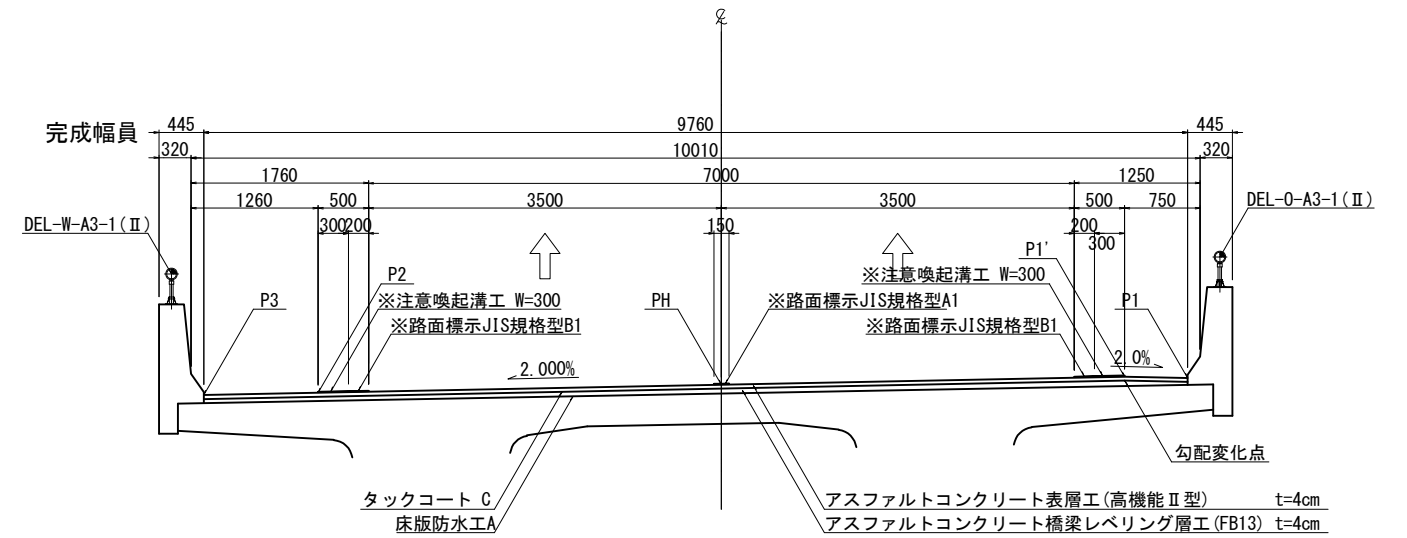 ℄
完成幅員
445 9760 445
320 10010 320
1760 7000 1250
1260 500 3500 3500 500 750
300 200 150 200 300
DEL-W-A3-1(Ⅱ)
DEL-O-A3-1(Ⅱ)
P1'
P2
※注意喚起溝工 W=300
P3
※注意喚起溝工 W=300
PH
※路面標示JIS規格型A1
P1
※路面標示JIS規格型B1
※路面標示JIS規格型B1
2.000%
2.0%
勾配変化点
タックコート C
アスファルトコンクリート表層工(高機能Ⅱ型) t=4cm
床版防水工A
アスファルトコンクリート橋梁レベリング層工(FB13) t=4cm